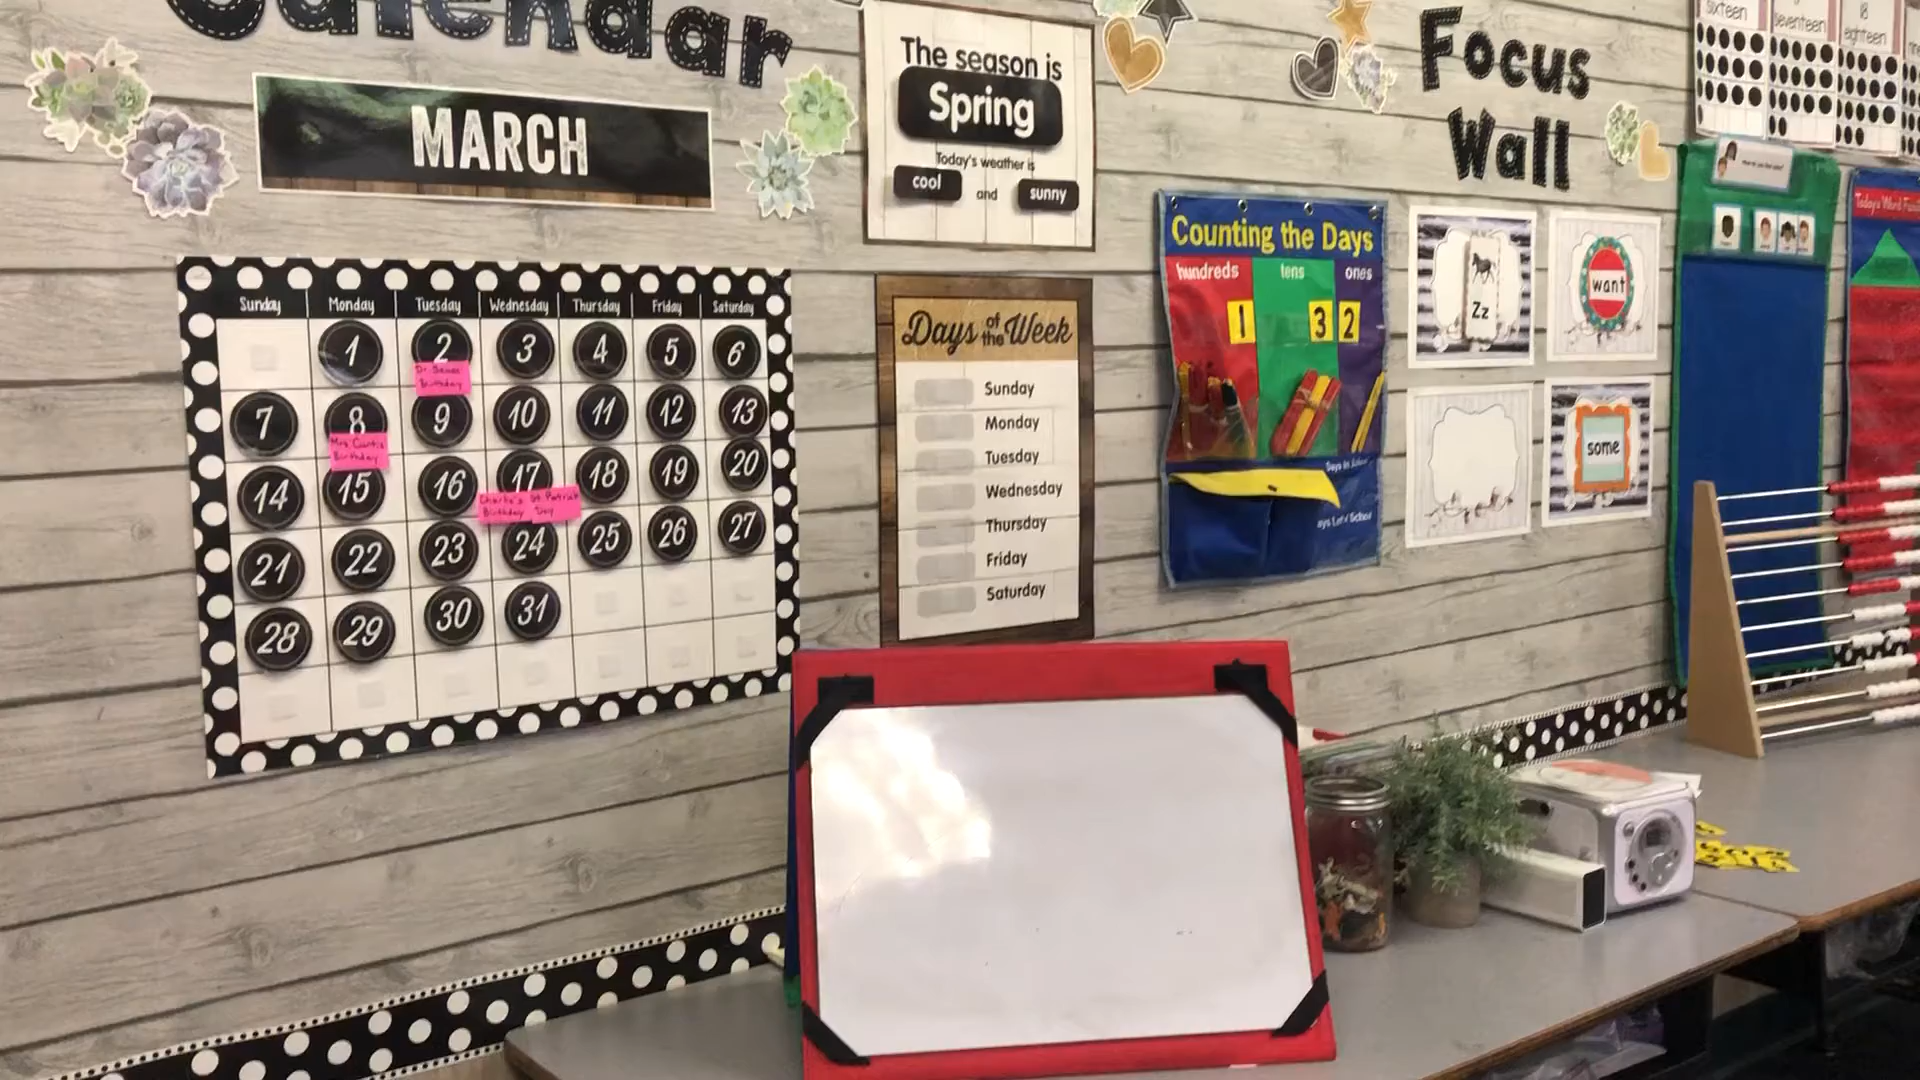 Calendar
MARCH
Sunday Monday Tuesday Wednesday Thursday Friday Saturday
1 2 3 4 5 6
Dr. Seuss
Birthday
7 8 9 10 11 12 13
Mrs. Curtis
Birthday
14 15 16 17 18 19 20
Charlie's St Patrick
Birthday Day
21 22 23 24 25 26 27
28 29 30 31
The season is
Spring
Today's weather is
cool and sunny
Days of the Week
Sunday
Monday
Tuesday
Wednesday
Thursday
Friday
Saturday
Counting the Days
hundreds tens ones
1 3 2
Days in School
Focus
Wall
Zz
want
some
sixteen
seventeen
18
eighteen